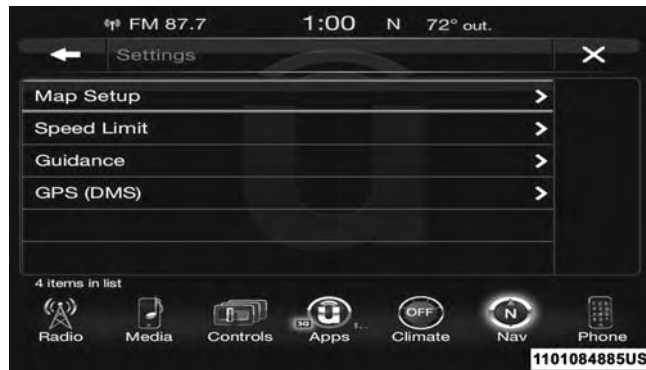 FM 87.7 1:00 N 72° out.
Settings
Map Setup
Speed Limit
Guidance
GPS (DMS)
4 items in list
3G
OFF
N
Radio Media Controls Apps Climate Nav Phone
1101084885US